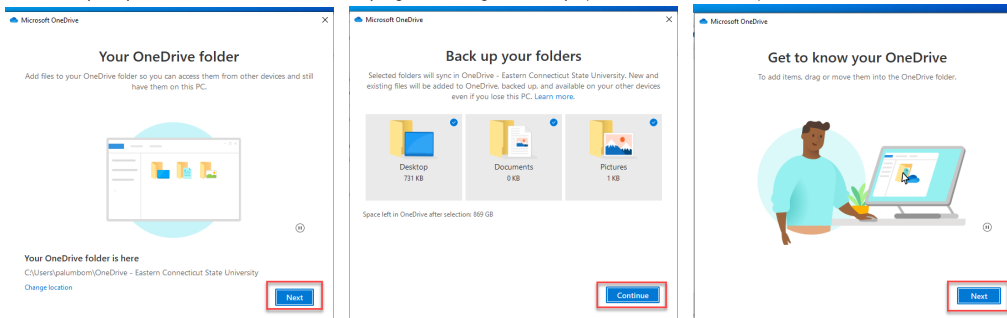 Microsoft OneDrive
Your OneDrive folder
Add files to your OneDrive folder so you can access them from other devices and still
have them on this PC.
Your OneDrive folder is here
C:\Users\palumbom\OneDrive - Eastern Connecticut State University
Change location
Next
Microsoft OneDrive
Back up your folders
Selected folders will sync in OneDrive - Eastern Connecticut State University. New and
existing files will be added to OneDrive, backed up, and available on your other devices
even if you lose this PC. Learn more.
Desktop
731 KB
Documents
0 KB
Pictures
1 KB
Space left in OneDrive after selection: 869 GB
Continue
Microsoft OneDrive
Get to know your OneDrive
To add items, drag or move them into the OneDrive folder.
Next